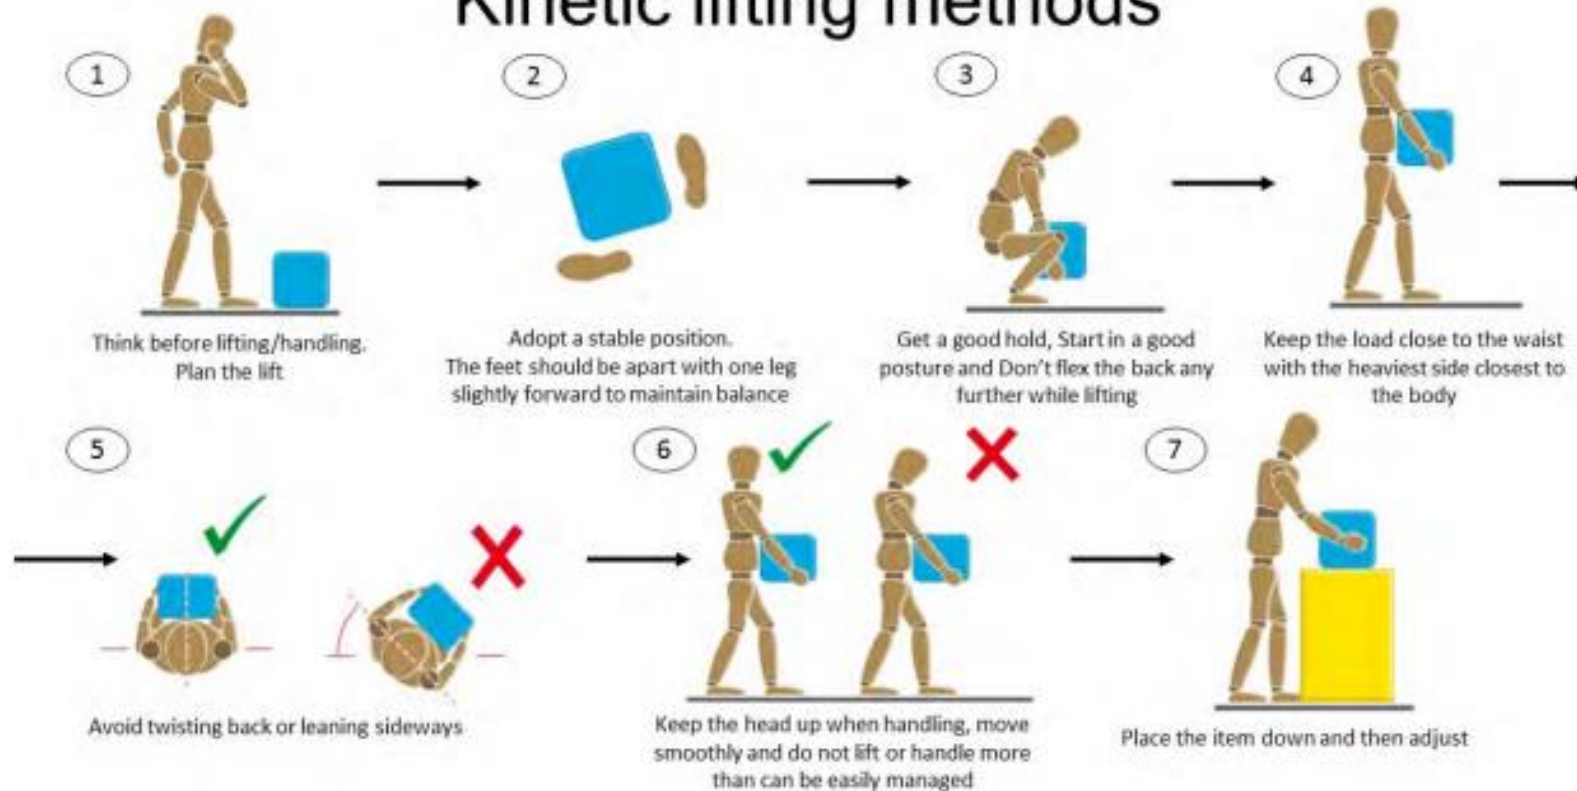 Kinetic lifting methods
1
2
3
4
Think before lifting/handling.
Plan the lift
Adopt a stable position.
The feet should be apart with one leg
slightly forward to maintain balance
Get a good hold, Start in a good
posture and Don't flex the back any
further while lifting
Keep the load close to the waist
with the heaviest side closest to
the body
5
6
7
Avoid twisting back or leaning sideways
Keep the head up when handling, move
smoothly and do not lift or handle more
than can be easily managed
Place the item down and then adjust